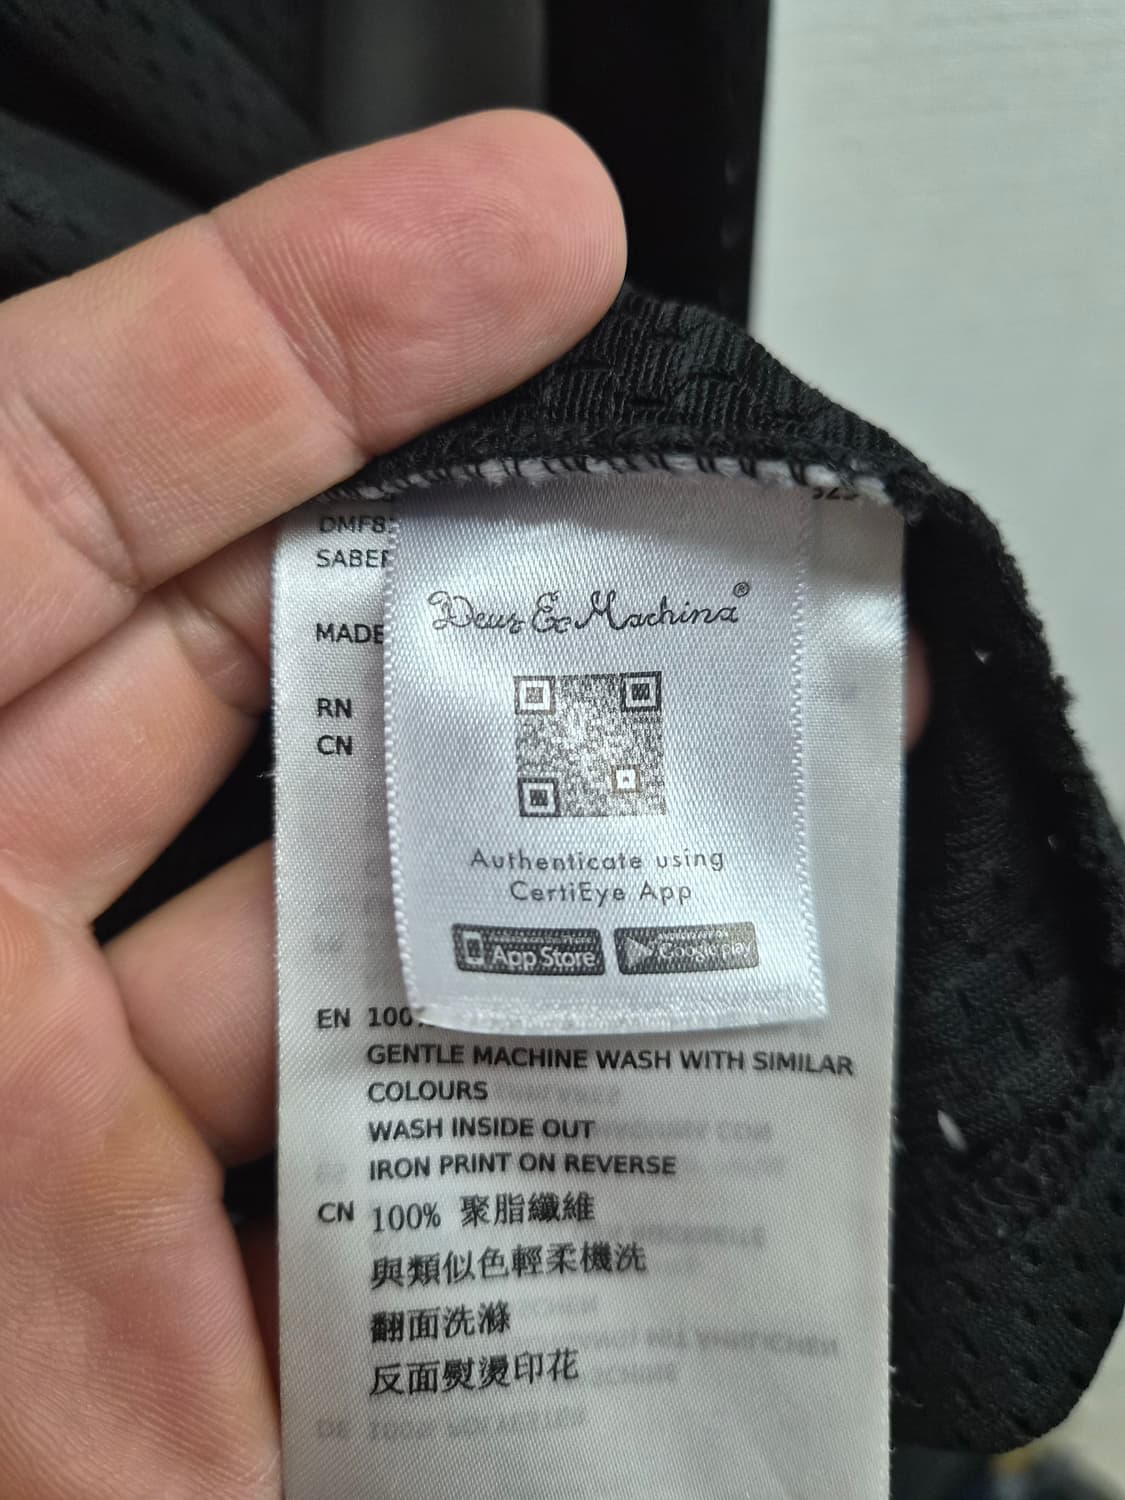 DMF8
SABER
MADE
RN
CN
Deus Ex Machina®
Authenticate using
CertiEye App
App Store
Google play
EN 100%
GENTLE MACHINE WASH WITH SIMILAR
COLOURS
WASH INSIDE OUT
IRON PRINT ON REVERSE
CN 100% 聚脂纖維
與類似色輕柔機洗
翻面洗滌
反面熨燙印花